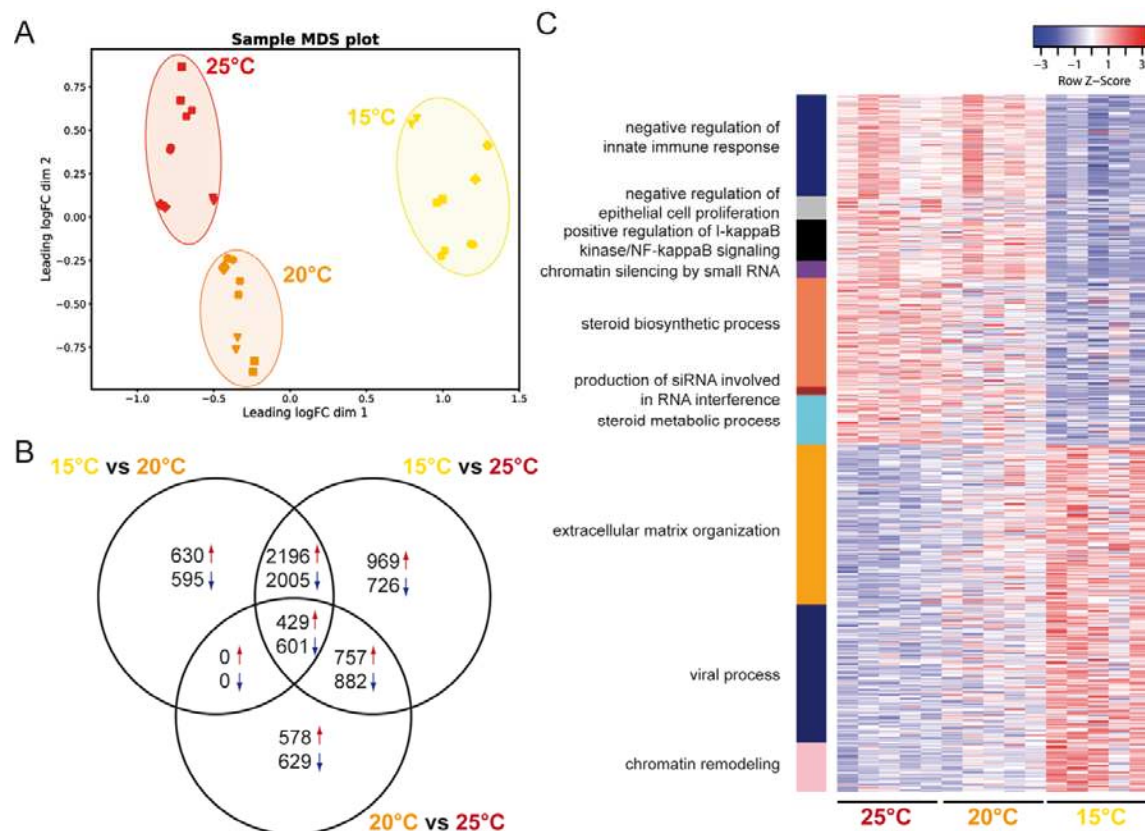 A
Sample MDS plot
25°C
15°C
20°C
0.75
0.50
0.25
0.00
−0.25
−0.50
−0.75
Leading logFC dim 2
−1.0
−0.5
0.0
0.5
1.0
1.5
Leading logFC dim 1
B
15°C vs 20°C
15°C vs 25°C
630
595
2196
2005
969
726
429
601
0
0
757
882
578
629
20°C vs 25°C
C
−3
−1
1
3
Row Z−Score
negative regulation of
innate immune response
negative regulation of
epithelial cell proliferation
positive regulation of I-kappaB
kinase/NF-kappaB signaling
chromatin silencing by small RNA
steroid biosynthetic process
production of siRNA involved
in RNA interference
steroid metabolic process
extracellular matrix organization
viral process
chromatin remodeling
25°C
20°C
15°C